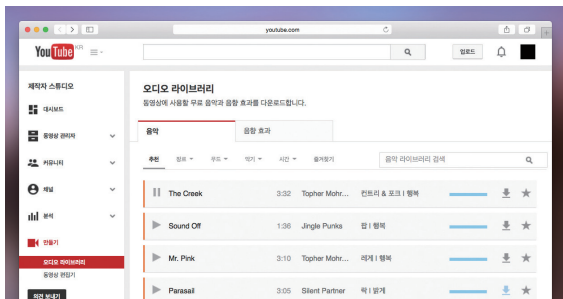 youtube.com
YouTube KR
업로드
제작자 스튜디오
대시보드
동영상 관리자
커뮤니티
채널
분석
만들기
오디오 라이브러리
동영상 편집기
의견 보내기
오디오 라이브러리
동영상에 사용할 무료 음악과 음향 효과를 다운로드합니다.
음악 음향 효과
추천 장르 무드 악기 시간 즐겨찾기 음악 라이브러리 검색
The Creek 3:32 Topher Mohr... 컨트리 & 포크 | 행복
Sound Off 1:36 Jingle Punks 팝 | 행복
Mr. Pink 3:10 Topher Mohr... 레게 | 행복
Parasail 3:05 Silent Partner 락 | 밝게